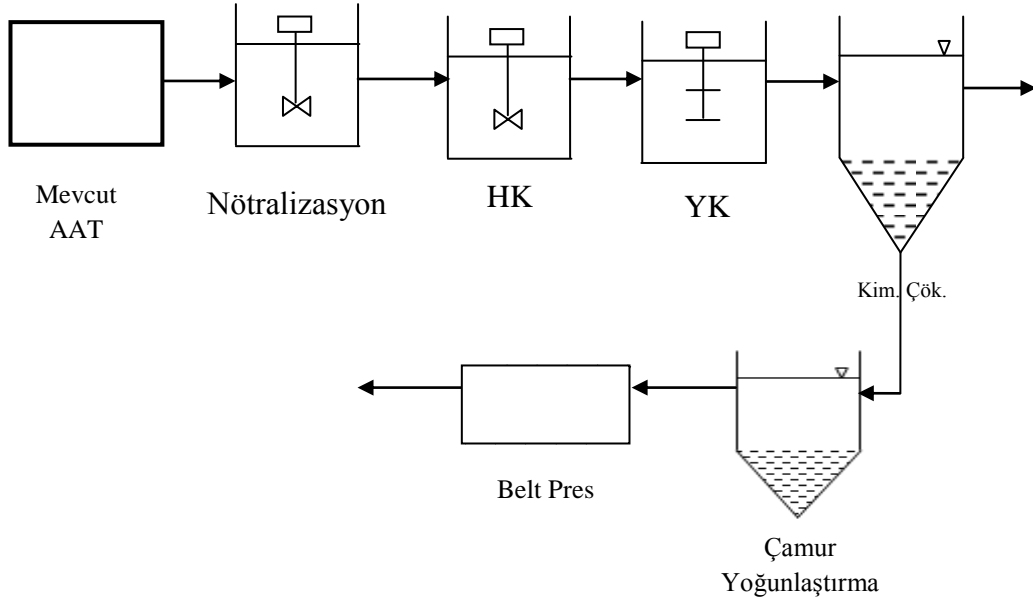 Mevcut
AAT
Nötralizasyon
HK
YK
Kim. Çök.
Belt Pres
Çamur
Yoğunlaştırma